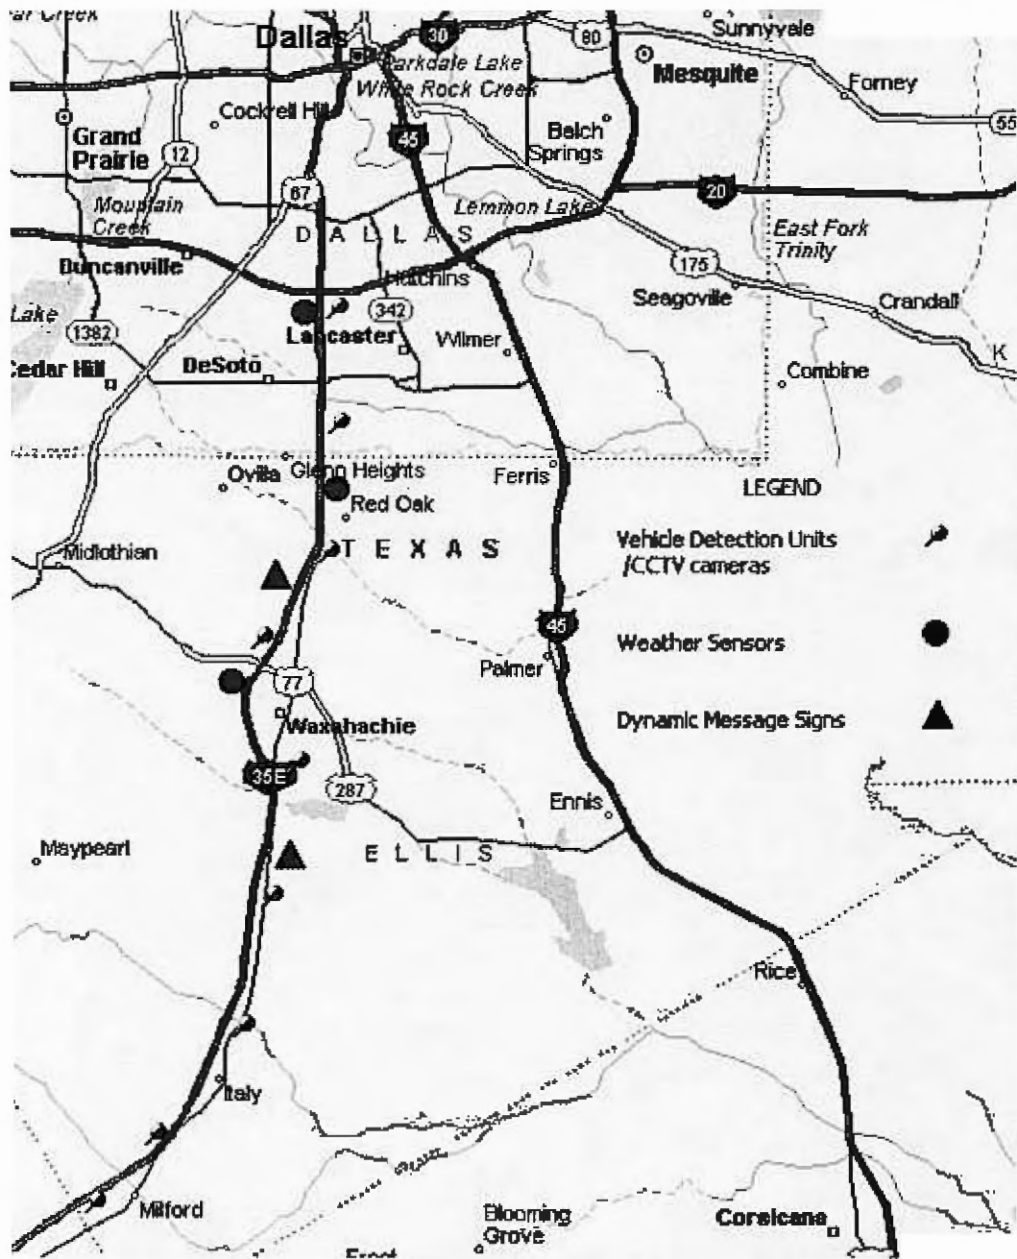 Dallas
30
80
Sunnyvale
Parkdale Lake
White Rock Creek
Mesquite
Forney
Cockrell Hill
Grand
Prairie
12
45
Balch
Springs
55
67
20
Mountain
Creek
Lemmon Lake
D A L L A S
East Fork
Trinity
Duncanville
Hutchins
175
Seagoville
Crandall
Lake
1382
342
Lancaster
Wilmer
Cedar Hill
DeSoto
Combine
K
Ovilla
Glenn Heights
Ferris
LEGEND
Red Oak
Midlothian
T E X A S
Vehicle Detection Units
/CCTV cameras
45
Weather Sensors
Palmer
77
Waxahachie
Dynamic Message Signs
35E
287
Ennis
Maypearl
E L L I S
Rice
Italy
Milford
Blooming
Grove
Corsicana